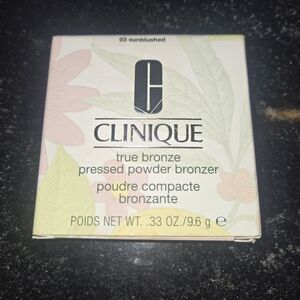 03 sunblushed
C
CLINIQUE
true bronze
pressed powder bronzer
poudre compacte
bronzante
POIDS NET WT. .33 OZ./9.6 g ℮